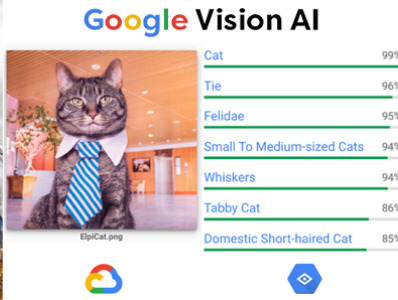 Google Vision AI
Cat 99%
Tie 96%
Felidae 95%
Small To Medium-sized Cats 94%
Whiskers 94%
Tabby Cat 86%
Domestic Short-haired Cat 85%
ElpiCat.png